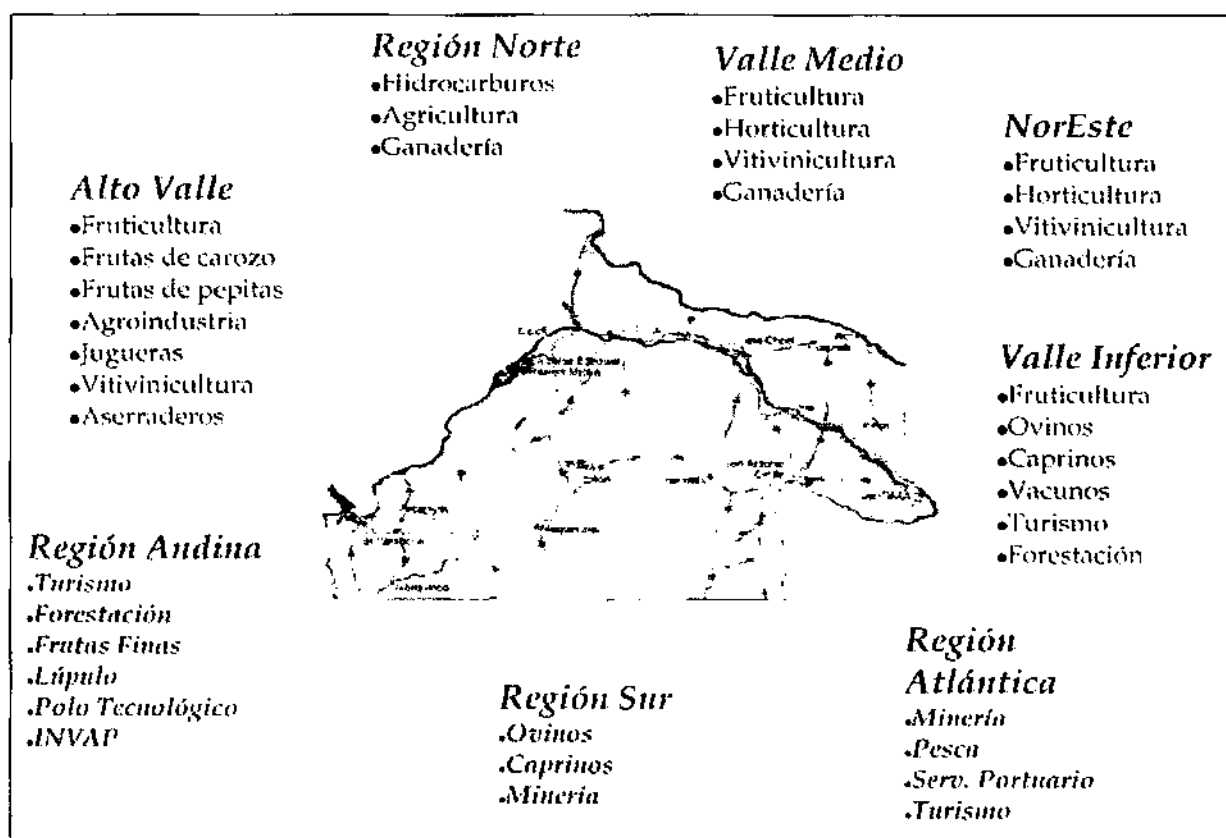 Región Norte
•Hidrocarburos
•Agricultura
•Ganadería
Valle Medio
•Fruticultura
•Horticultura
•Vitivinicultura
•Ganadería
NorEste
•Fruticultura
•Horticultura
•Vitivinicultura
•Ganadería
Alto Valle
•Fruticultura
•Frutas de carozo
•Frutas de pepitas
•Agroindustria
•Jugueras
•Vitivinicultura
•Aserraderos
Valle Inferior
•Fruticultura
•Ovinos
•Caprinos
•Vacunos
•Turismo
•Forestación
Región Andina
•Turismo
•Forestación
•Frutas Finas
•Lúpulo
•Polo Tecnológico
•INVAP
Región Sur
•Ovinos
•Caprinos
•Minería
Región
Atlántica
•Minería
•Pesca
•Serv. Portuario
•Turismo